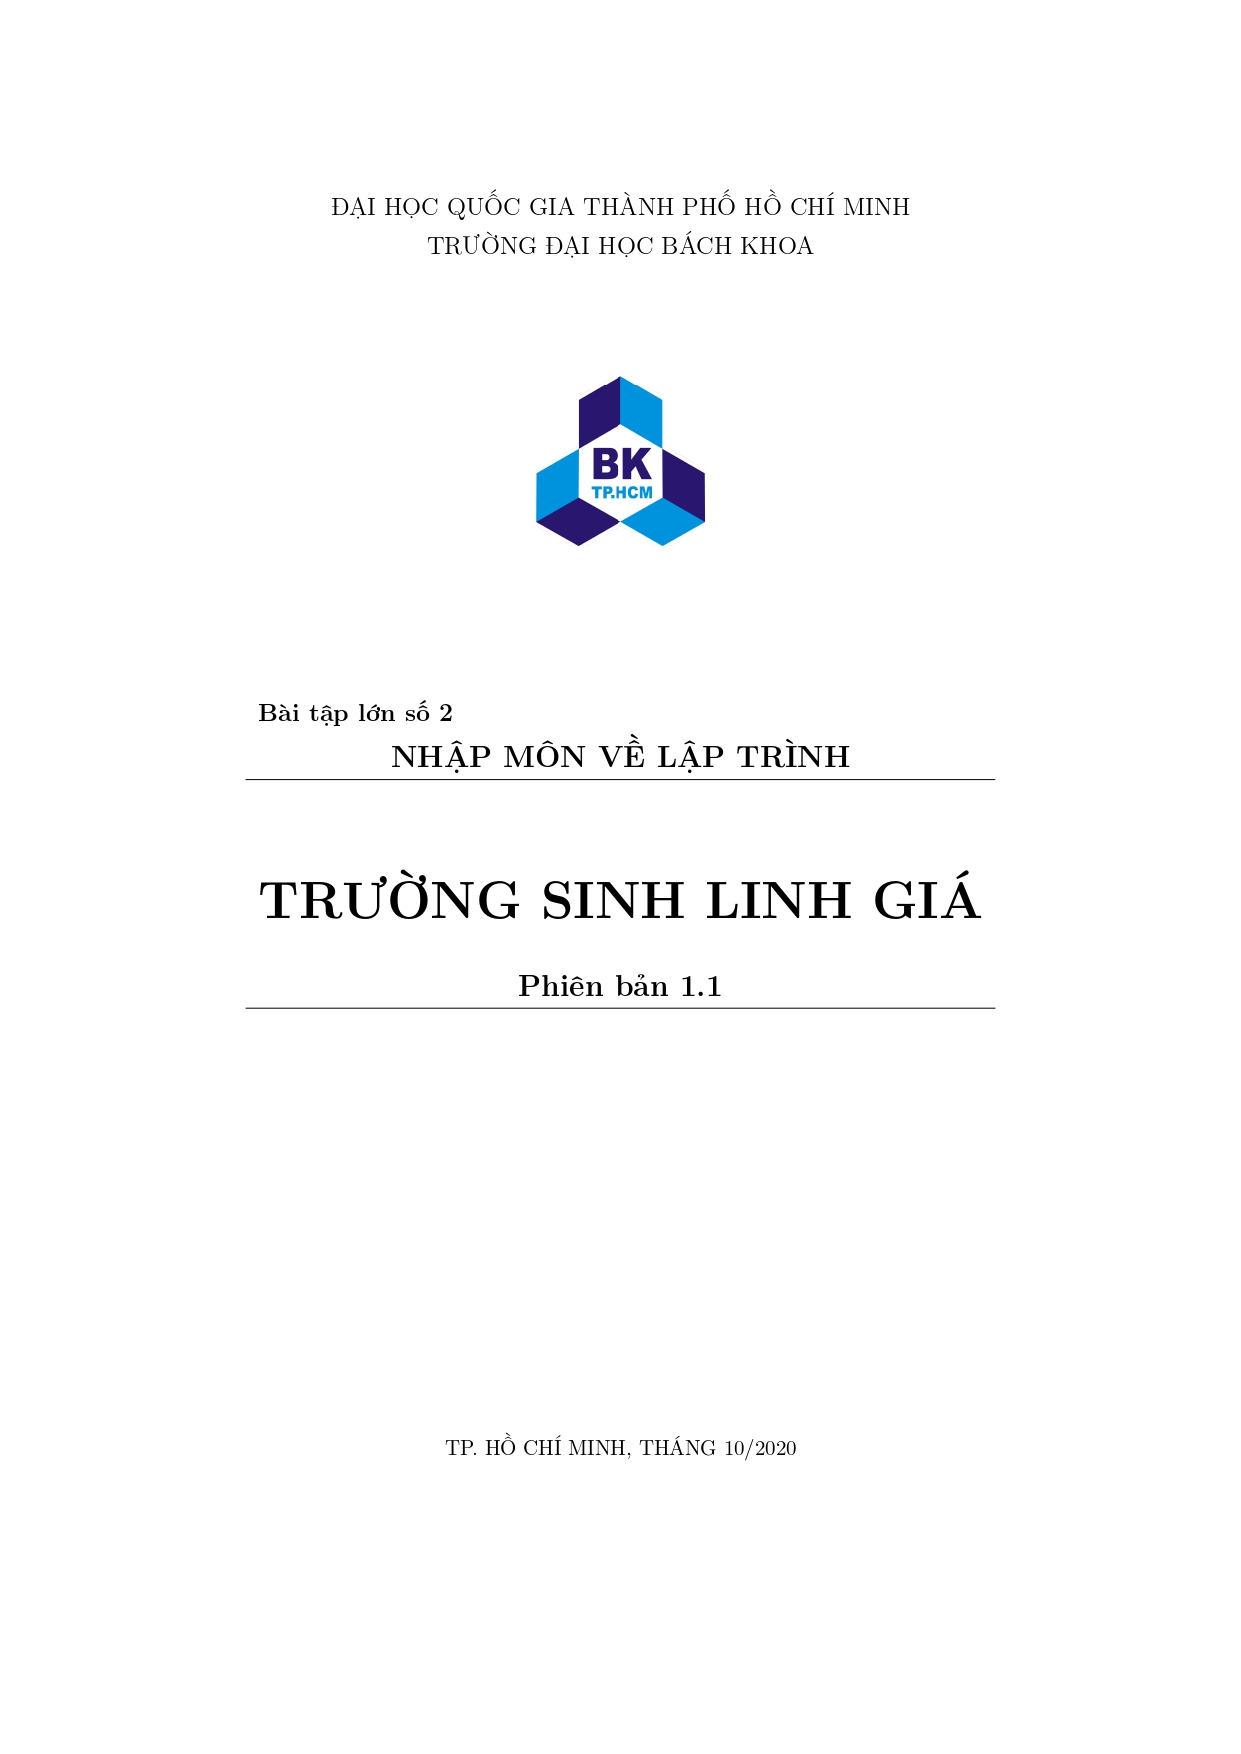 ĐẠI HỌC QUỐC GIA THÀNH PHỐ HỒ CHÍ MINH
TRƯỜNG ĐẠI HỌC BÁCH KHOA
BK
TP.HCM
Bài tập lớn số 2
NHẬP MÔN VỀ LẬP TRÌNH
TRƯỜNG SINH LINH GIÁ
Phiên bản 1.1
TP. HỒ CHÍ MINH, THÁNG 10/2020